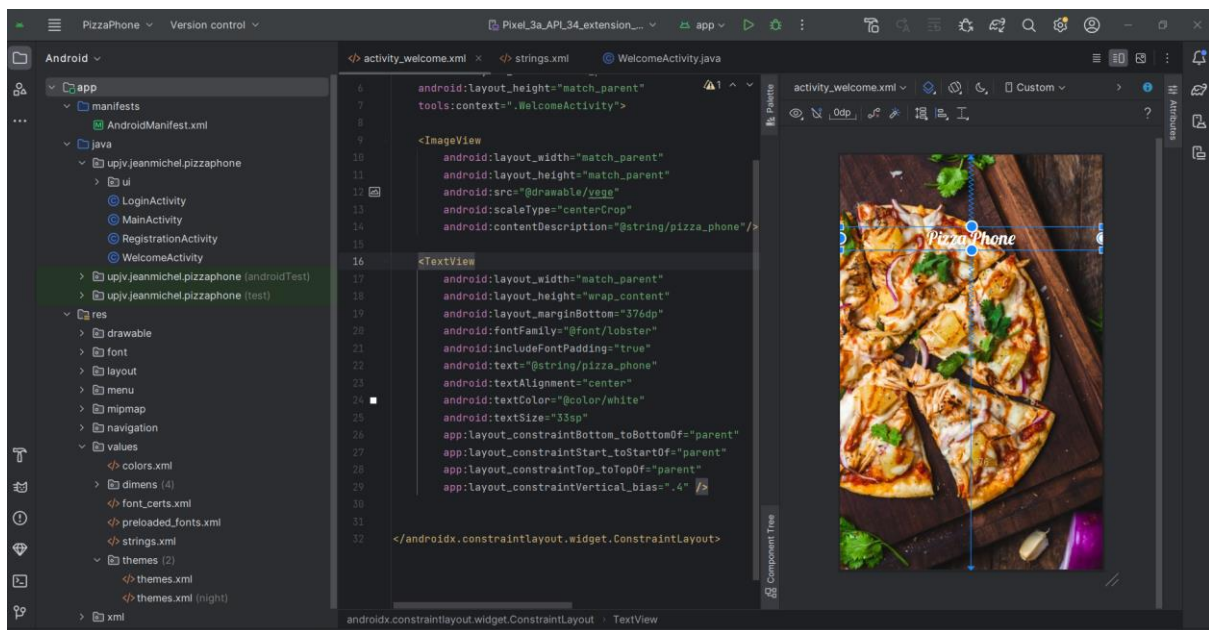 PizzaPhone
Version control
Pixel_3a_API_34_extension_...
app
Android
activity_welcome.xml
strings.xml
WelcomeActivity.java
app
manifests
AndroidManifest.xml
java
upjv.jeanmichel.pizzaphone
ui
LoginActivity
MainActivity
RegistrationActivity
WelcomeActivity
upjv.jeanmichel.pizzaphone (androidTest)
upjv.jeanmichel.pizzaphone (test)
res
drawable
font
layout
menu
mipmap
navigation
values
colors.xml
dimens (4)
font_certs.xml
preloaded_fonts.xml
strings.xml
themes (2)
themes.xml
themes.xml (night)
xml
1
6 android:layout_height="match_parent"
7 tools:context=".WelcomeActivity">
8
9 <ImageView
10 android:layout_width="match_parent"
11 android:layout_height="match_parent"
12 android:src="@drawable/vege"
13 android:scaleType="centerCrop"
14 android:contentDescription="@string/pizza_phone"/>
15
16 <TextView
17 android:layout_width="match_parent"
18 android:layout_height="wrap_content"
19 android:layout_marginBottom="376dp"
20 android:fontFamily="@font/lobster"
21 android:includeFontPadding="true"
22 android:text="@string/pizza_phone"
23 android:textAlignment="center"
24 android:textColor="@color/white"
25 android:textSize="33sp"
26 app:layout_constraintBottom_toBottomOf="parent"
27 app:layout_constraintStart_toStartOf="parent"
28 app:layout_constraintTop_toTopOf="parent"
29 app:layout_constraintVertical_bias=".4" />
30
31
32 </androidx.constraintlayout.widget.ConstraintLayout>
androidx.constraintlayout.widget.ConstraintLayout › TextView
Palette
Component Tree
activity_welcome.xml
Custom
0dp
?
Pizza Phone
Attributes